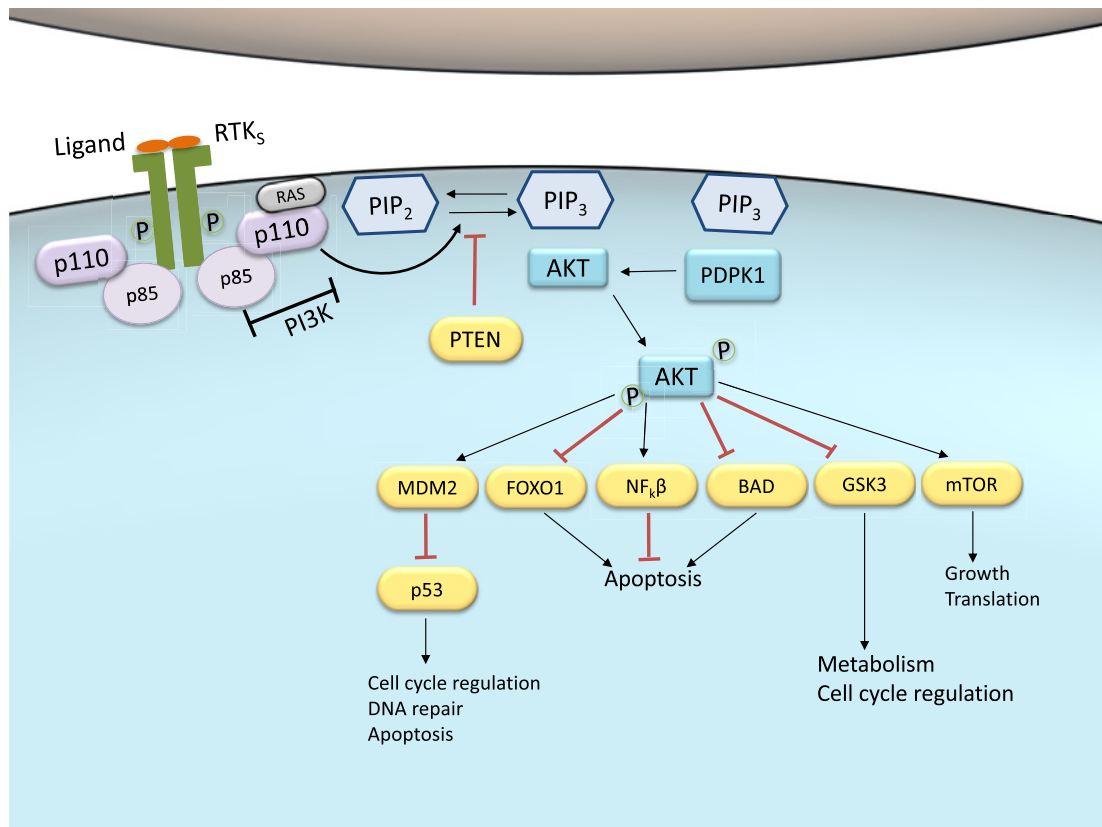 Ligand
RTKS
RAS
PIP2
PIP3
PIP3
P
P
p110
p110
p85
p85
AKT
PDPK1
PI3K
PTEN
P
AKT
P
MDM2
FOXO1
NFkβ
BAD
GSK3
mTOR
p53
Apoptosis
Growth
Translation
Cell cycle regulation
DNA repair
Apoptosis
Metabolism
Cell cycle regulation